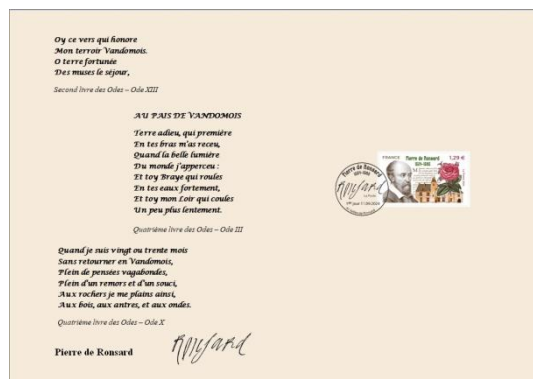 Oy ce vers qui honore
Mon terroir Vandomois.
O terre fortunée
Des muses le séjour,
Second livre des Odes – Ode XIII
AU PAIS DE VANDOMOIS
Terre adieu, qui première
En tes bras m'as receu,
Quand la belle lumière
Du monde j'apperceu :
Et toy Braye qui roules
En tes eaux fortement,
Et toy mon Loir qui coules
Un peu plus lentement.
Quatrième livre des Odes – Ode III
Quand je suis vingt ou trente mois
Sans retourner en Vandomois,
Plein de pensées vagabondes,
Plein d'un remors et d'un souci,
Aux rochers je me plains ainsi,
Aux bois, aux antres, et aux ondes.
Quatrième livre des Odes – Ode X
Pierre de Ronsard
Ronsard
Pierre de Ronsard
1524-1585
Ronsard
FRANCE
Pierre de Ronsard
1524-1585
1,29 €